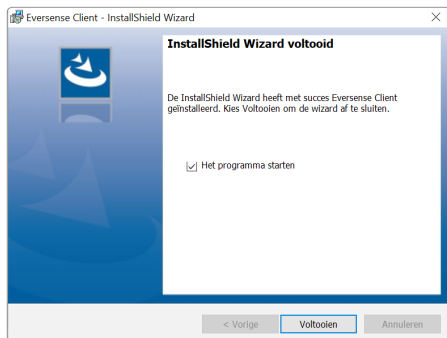 Eversense Client - InstallShield Wizard
InstallShield Wizard voltooid
De InstallShield Wizard heeft met succes Eversense Client
geïnstalleerd. Kies Voltooien om de wizard af te sluiten.
Het programma starten
< Vorige
Voltooien
Annuleren